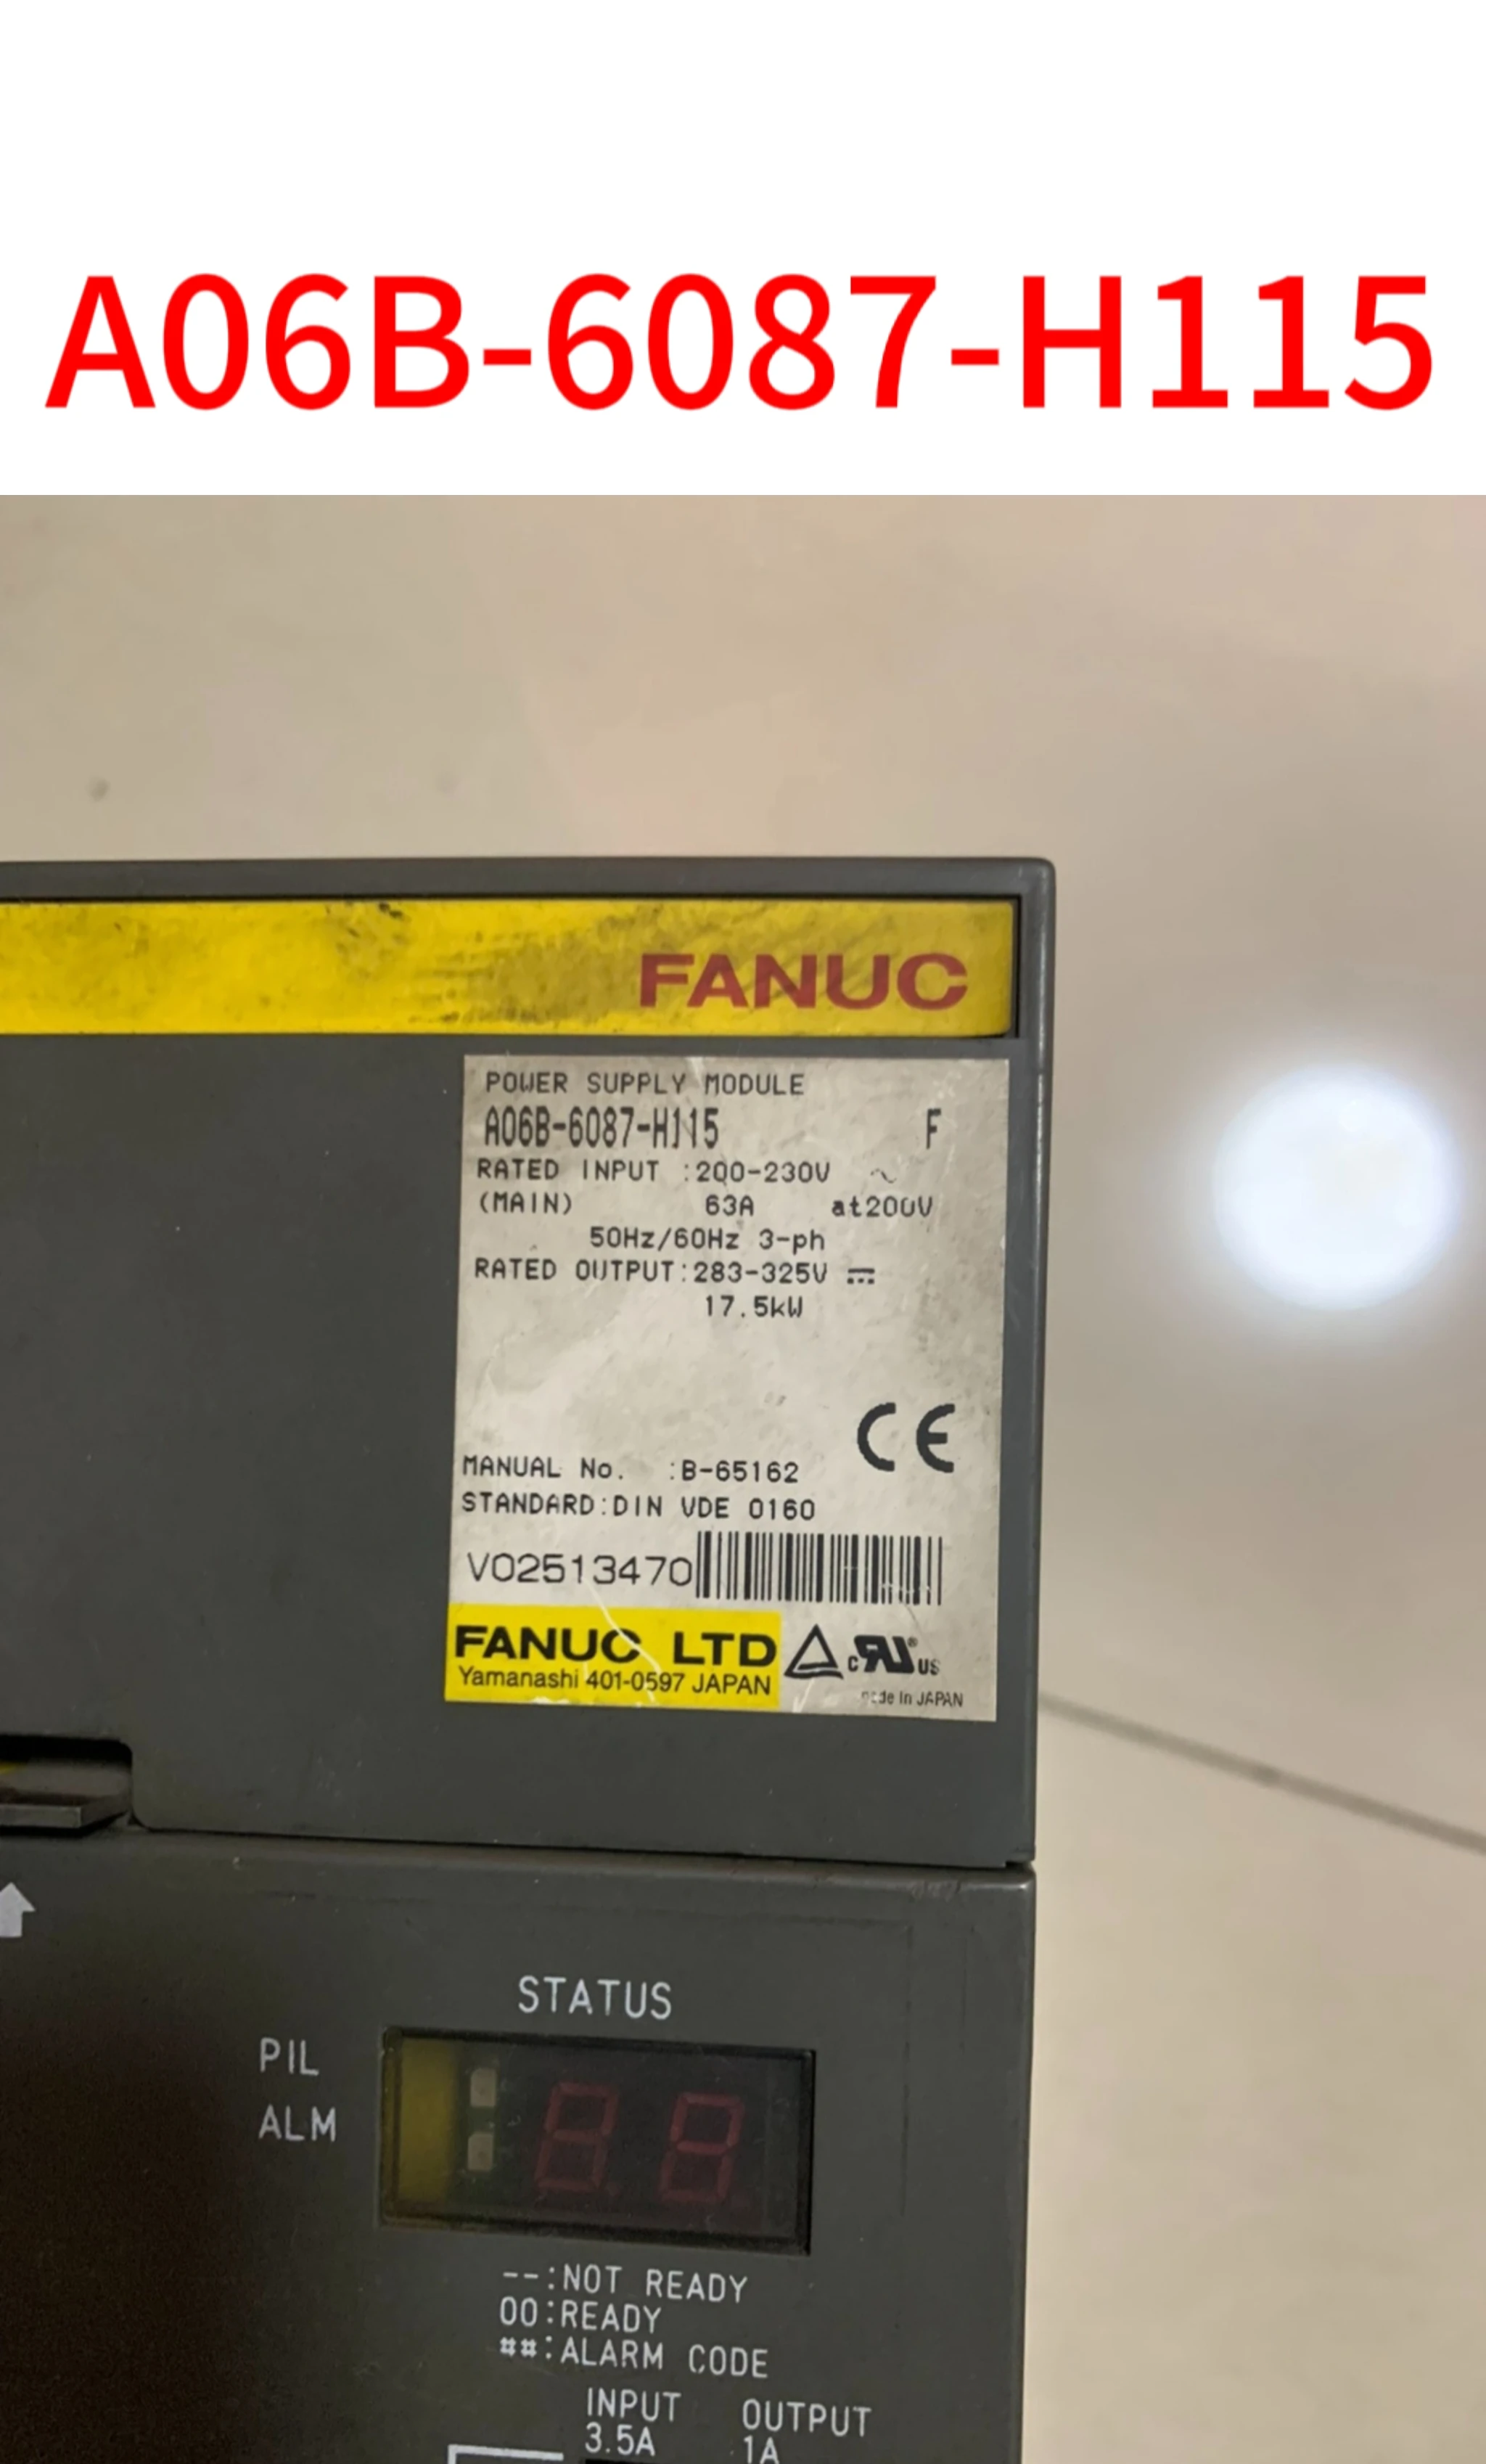 A06B-6087-H115
FANUC
POWER SUPPLY MODULE
A06B-6087-H115 F
RATED INPUT :200-230V ~
(MAIN) 63A at200V
50Hz/60Hz 3-ph
RATED OUTPUT:283-325V ⎓
17.5kW
CE
MANUAL No. :B-65162
STANDARD:DIN VDE 0160
V02513470
FANUC LTD
Yamanashi 401-0597 JAPAN
c RU ® US
made in JAPAN
STATUS
PIL
ALM
--:NOT READY
00:READY
##:ALARM CODE
INPUT OUTPUT
3.5A 1A